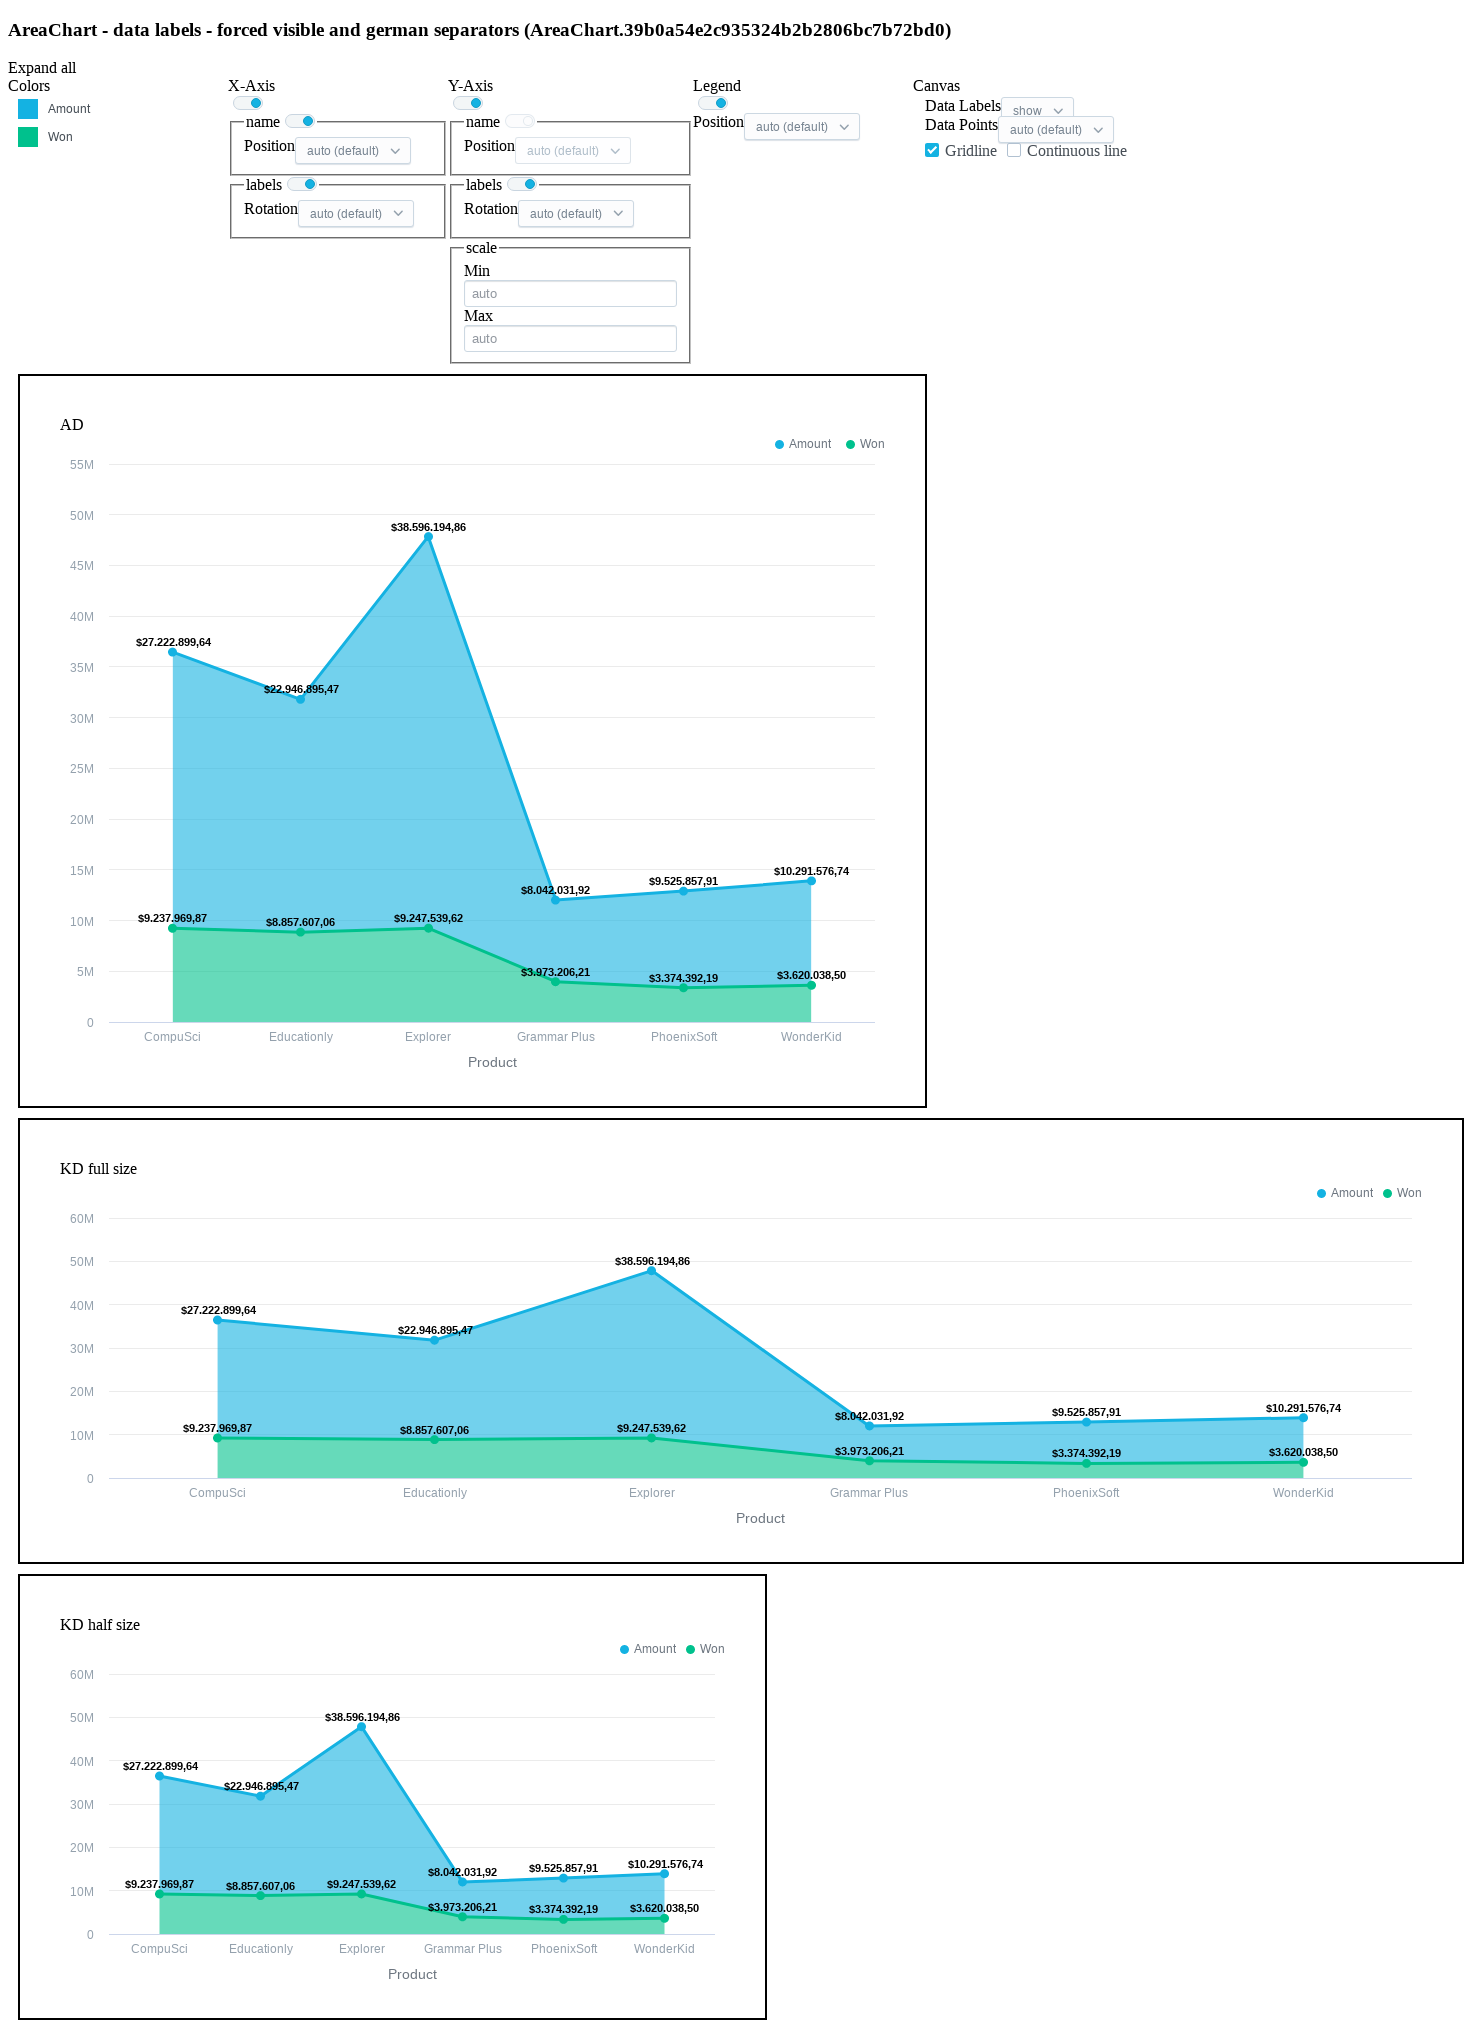 AreaChart - data labels - forced visible and german separators (AreaChart.39b0a54e2c935324b2b2806bc7b72bd0)
Expand all
Colors
Amount
Won
X-Axis
name
Position auto (default)
labels
Rotation auto (default)
Y-Axis
name
Position auto (default)
labels
Rotation auto (default)
scale
Min
auto
Max
auto
Legend
Position auto (default)
Canvas
Data Labels show
Data Points auto (default)
Gridline Continuous line
AD
Amount Won
55M
50M
$38.596.194,86
45M
40M
$27.222.899,64
35M
$22.946.895,47
30M
25M
20M
15M
$10.291.576,74
$9.525.857,91
$8.042.031,92
10M
$9.237.969,87 $8.857.607,06 $9.247.539,62
5M
$3.973.206,21 $3.374.392,19 $3.620.038,50
0
CompuSci Educationly Explorer Grammar Plus PhoenixSoft WonderKid
Product
KD full size
Amount Won
60M
50M
$38.596.194,86
40M
$27.222.899,64
$22.946.895,47
30M
20M
$8.042.031,92 $9.525.857,91 $10.291.576,74
10M
$9.237.969,87 $8.857.607,06 $9.247.539,62
$3.973.206,21 $3.374.392,19 $3.620.038,50
0
CompuSci Educationly Explorer Grammar Plus PhoenixSoft WonderKid
Product
KD half size
Amount Won
60M
50M
$38.596.194,86
40M
$27.222.899,64
$22.946.895,47
30M
20M
$8.042.031,92 $9.525.857,91 $10.291.576,74
10M
$9.237.969,87 $8.857.607,06 $9.247.539,62
$3.973.206,21 $3.374.392,19 $3.620.038,50
0
CompuSci Educationly Explorer Grammar Plus PhoenixSoft WonderKid
Product